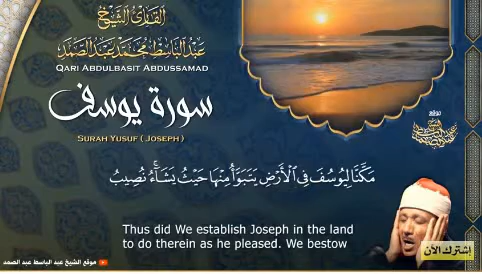 القارئ الشيخ
عبد الباسط محمد عبد الصمد
QARI ABDULBASIT ABDUSSAMAD
سورة يوسف
SURAH YUSUF ( JOSEPH )
موقع
مَكَّنَّا لِيُوسُفَ فِى ٱلْأَرْضِ يَتَبَوَّأُ مِنْهَا حَيْثُ يَشَآءُ ۚ نُصِيبُ
Thus did We establish Joseph in the land
to do therein as he pleased. We bestow
إشترك الآن
موقع الشيخ عبد الباسط عبد الصمد